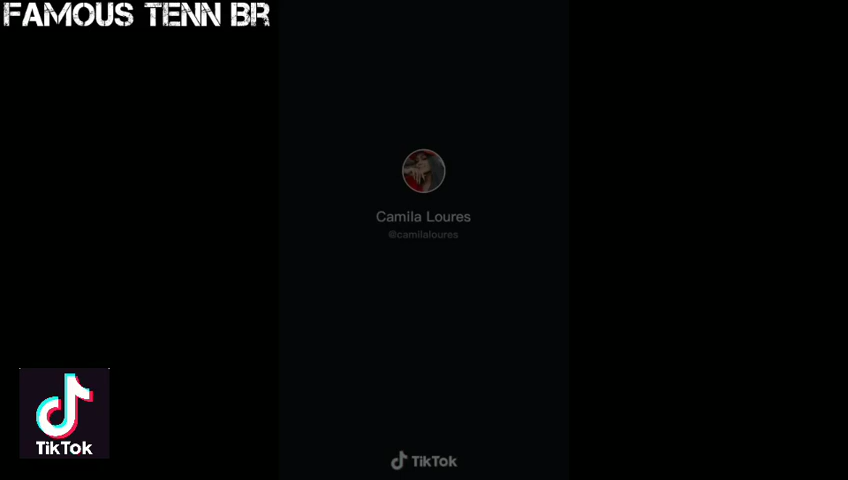 FAMOUS TENN BR
Camila Loures
@camilaloures
TikTok
TikTok